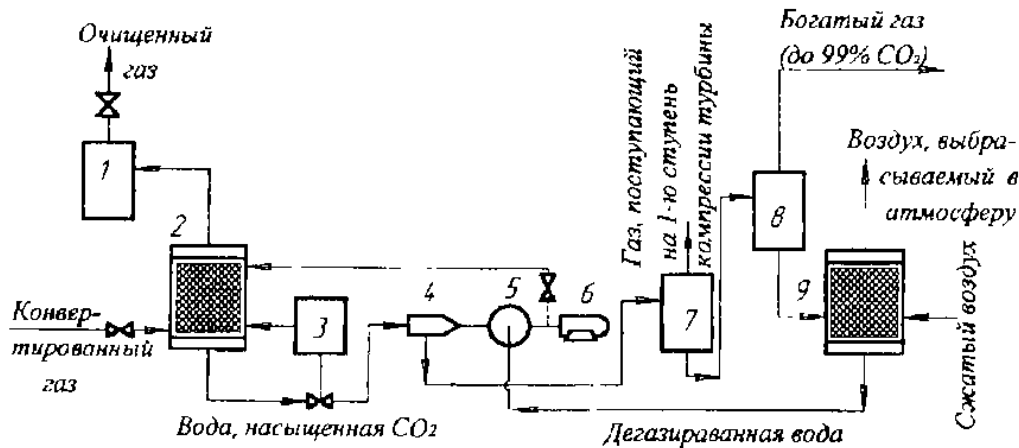 Очищенный
газ
1
2
Конвер-
тированный
газ
3
Вода, насыщенная CO2
4
5
6
Газ, поступающий
на 1-ю ступень
компрессии турбины
7
Богатый газ
(до 99% CO2)
8
Воздух, выбра-
сываемый в
атмосферу
9
Сжатый воздух
Дегазированная вода